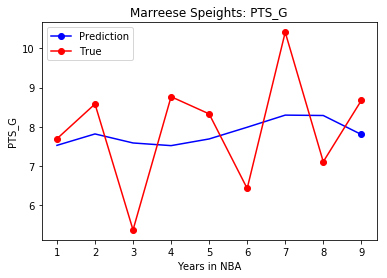 Marreese Speights: PTS_G
Prediction
True
PTS_G
10
9
8
7
6
1 2 3 4 5 6 7 8 9
Years in NBA